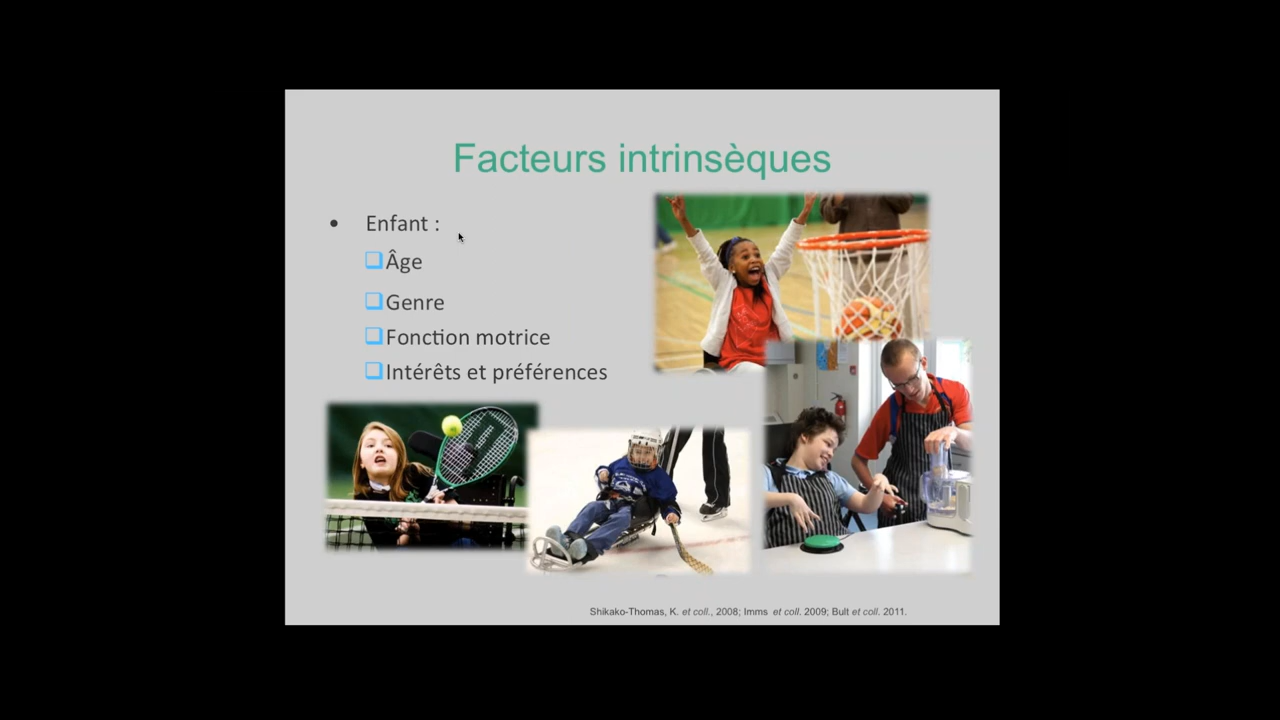 Facteurs intrinsèques
• Enfant :
❑Âge
❑Genre
❑Fonction motrice
❑Intérêts et préférences
Shikako-Thomas, K. et coll., 2008; Imms et coll. 2009; Bult et coll. 2011.